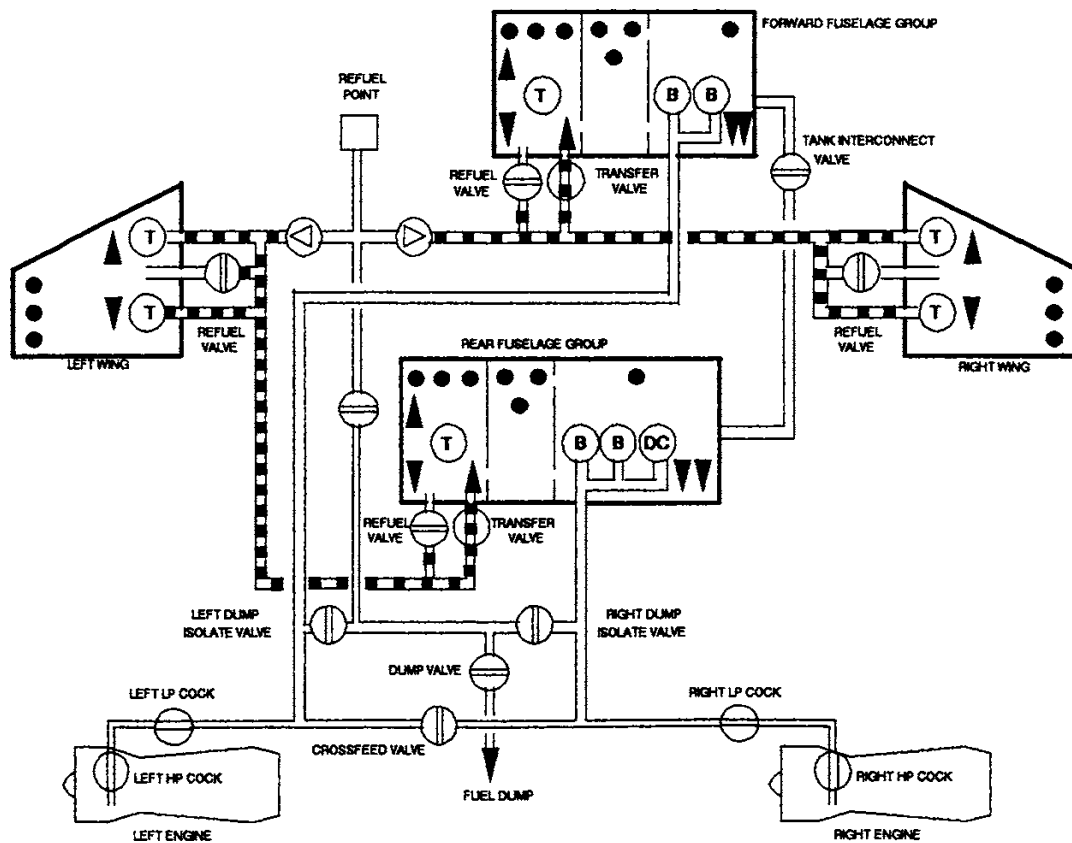 FORWARD FUSELAGE GROUP
REFUEL
POINT
T
B
B
TANK INTERCONNECT
VALVE
REFUEL
VALVE
TRANSFER
VALVE
T
T
REFUEL
VALVE
LEFT WING
T
T
REFUEL
VALVE
RIGHT WING
REAR FUSELAGE GROUP
T
B
B
DC
REFUEL
VALVE
TRANSFER
VALVE
LEFT DUMP
ISOLATE VALVE
RIGHT DUMP
ISOLATE VALVE
DUMP VALVE
LEFT LP COCK
RIGHT LP COCK
CROSSFEED VALVE
LEFT HP COCK
RIGHT HP COCK
FUEL DUMP
LEFT ENGINE
RIGHT ENGINE